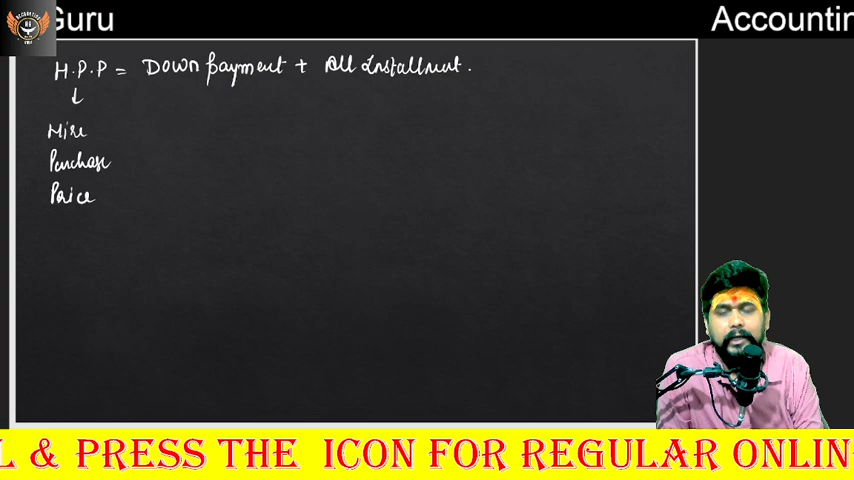 Guru
Accountin
H.P.P = Down payment + All Installment.
Hire
Purchase
Price
L & PRESS THE ICON FOR REGULAR ONLIN